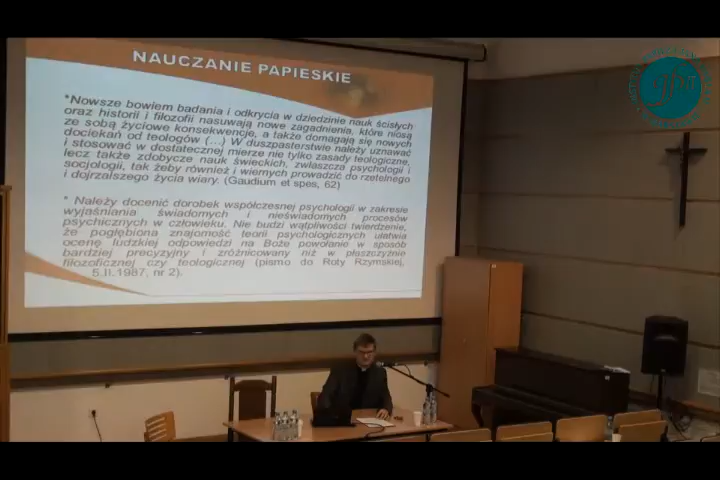 NAUCZANIE PAPIESKIE
*Nowsze bowiem badania i odkrycia w dziedzinie nauk ścisłych
oraz historii i filozofii nasuwają nowe zagadnienia, które niosą
ze sobą życiowe konsekwencje, a także domagają się nowych
dociekań od teologów (...) W duszpasterstwie należy uznawać
i stosować w dostatecznej mierze nie tylko zasady teologiczne,
lecz także zdobycze nauk świeckich, zwłaszcza psychologii i
socjologii, tak żeby również i wiernych prowadzić do rzetelnego
i dojrzalszego życia wiary. (Gaudium et spes, 62)
* Należy docenić dorobek współczesnej psychologii w zakresie
wyjaśniania świadomych i nieświadomych procesów
psychicznych w człowieku. Nie budzi wątpliwości twierdzenie,
że pogłębiona znajomość teorii psychologicznych ułatwia
ocenę ludzkiej odpowiedzi na Boże powołanie w sposób
bardziej precyzyjny i zróżnicowany niż w płaszczyźnie
filozoficznej czy teologicznej (pismo do Roty Rzymskiej,
5.II.1987, nr 2).